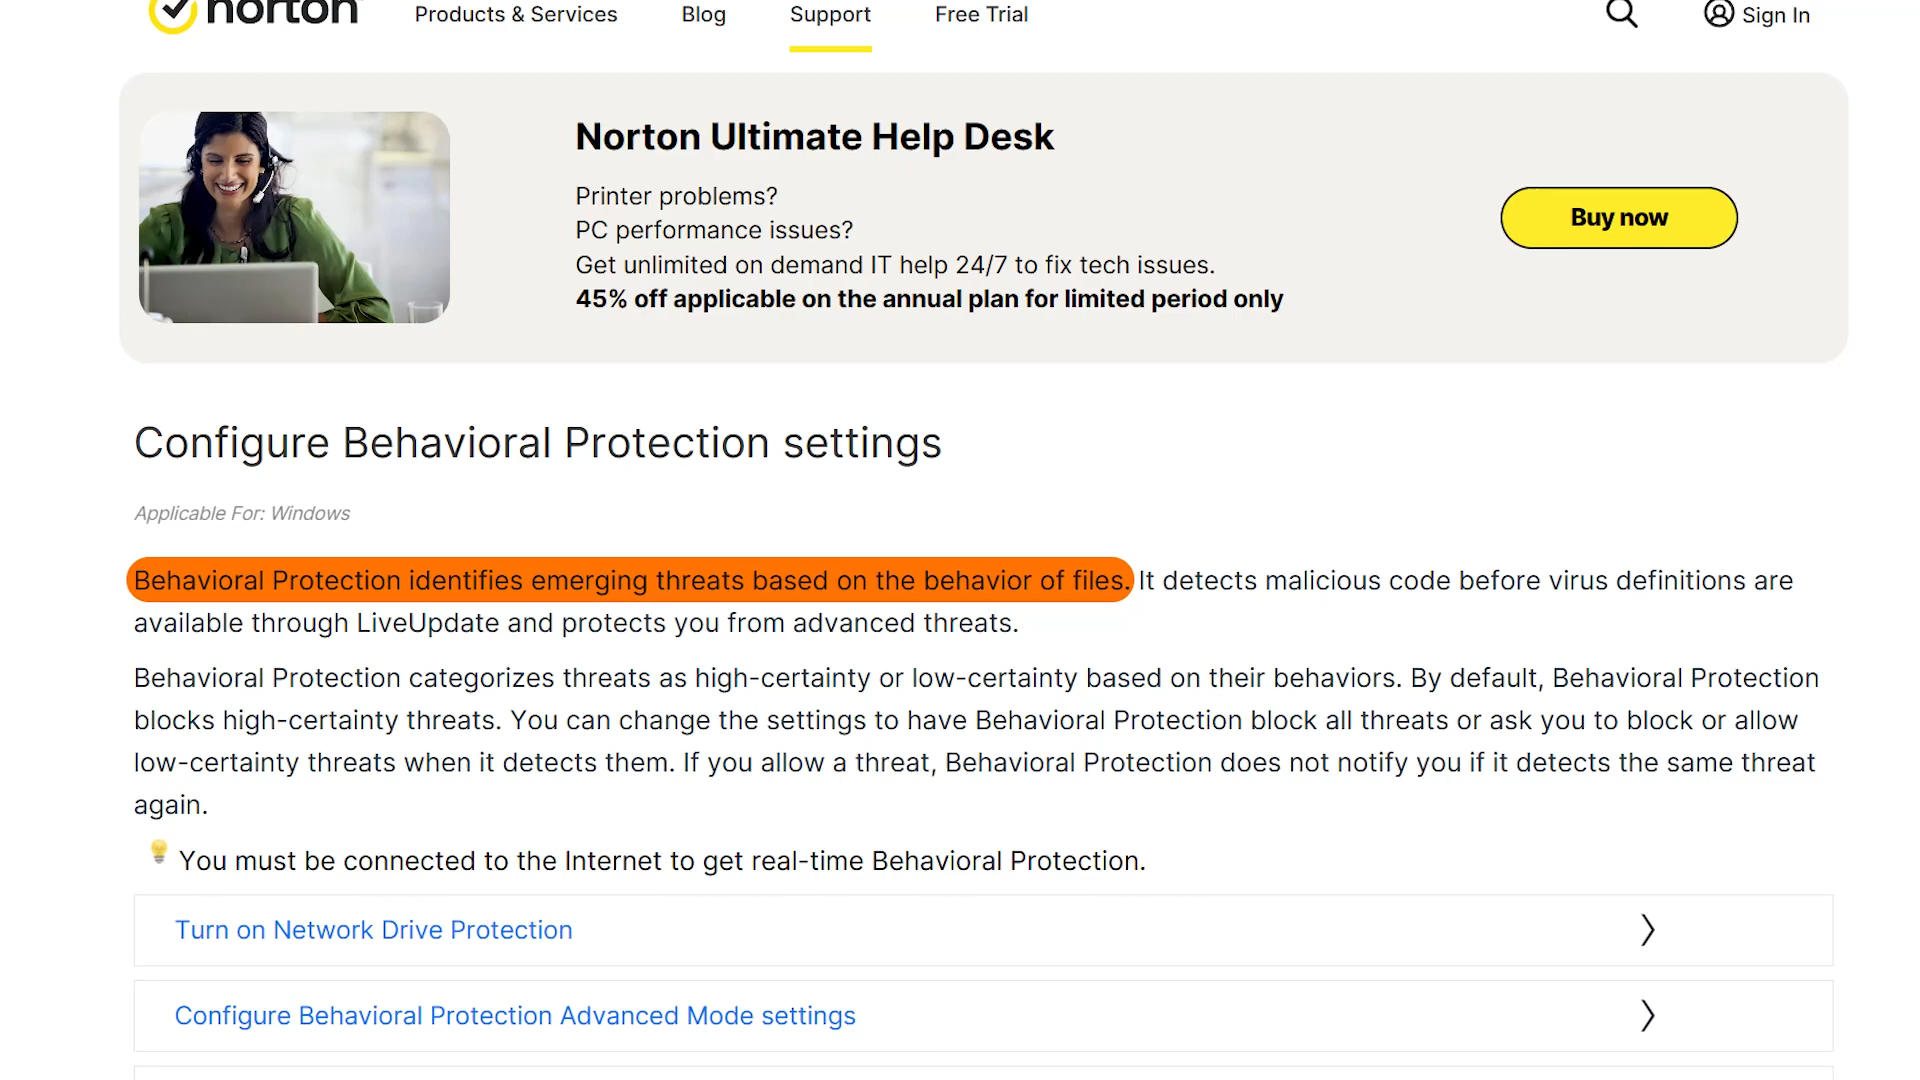 norton
Products & Services
Blog
Support
Free Trial
Sign In
Norton Ultimate Help Desk
Printer problems?
PC performance issues?
Get unlimited on demand IT help 24/7 to fix tech issues.
45% off applicable on the annual plan for limited period only
Buy now
Configure Behavioral Protection settings
Applicable For: Windows
Behavioral Protection identifies emerging threats based on the behavior of files. It detects malicious code before virus definitions are
available through LiveUpdate and protects you from advanced threats.
Behavioral Protection categorizes threats as high-certainty or low-certainty based on their behaviors. By default, Behavioral Protection
blocks high-certainty threats. You can change the settings to have Behavioral Protection block all threats or ask you to block or allow
low-certainty threats when it detects them. If you allow a threat, Behavioral Protection does not notify you if it detects the same threat
again.
You must be connected to the Internet to get real-time Behavioral Protection.
Turn on Network Drive Protection
Configure Behavioral Protection Advanced Mode settings